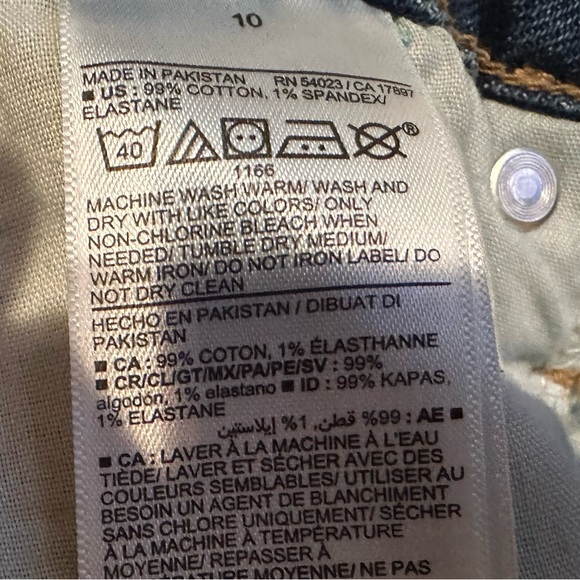 10
MADE IN PAKISTAN RN 54023 / CA 17897
■ US : 99% COTTON, 1% SPANDEX/
ELASTANE
40 ®
1166
MACHINE WASH WARM/ WASH AND
DRY WITH LIKE COLORS/ ONLY
NON-CHLORINE BLEACH WHEN
NEEDED/ TUMBLE DRY MEDIUM/
WARM IRON/ DO NOT IRON LABEL/ DO
NOT DRY CLEAN
HECHO EN PAKISTAN / DIBUAT DI
PAKISTAN
■ CA : 99% COTON, 1% ÉLASTHANNE
■ CR/CL/GT/MX/PA/PE/SV : 99%
algodón, 1% elastano ■ ID : 99% KAPAS,
1% ELASTANE
■ AE : 99% قطن، 1% إيلاستين
■ CA : LAVER À LA MACHINE À L'EAU
TIÈDE/ LAVER ET SÉCHER AVEC DES
COULEURS SEMBLABLES/ UTILISER AU
BESOIN UN AGENT DE BLANCHIMENT
SANS CHLORE UNIQUEMENT/ SÉCHER
À LA MACHINE À TEMPÉRATURE
MOYENNE/ REPASSER À
TEMPÉRATURE MOYENNE/ NE PAS